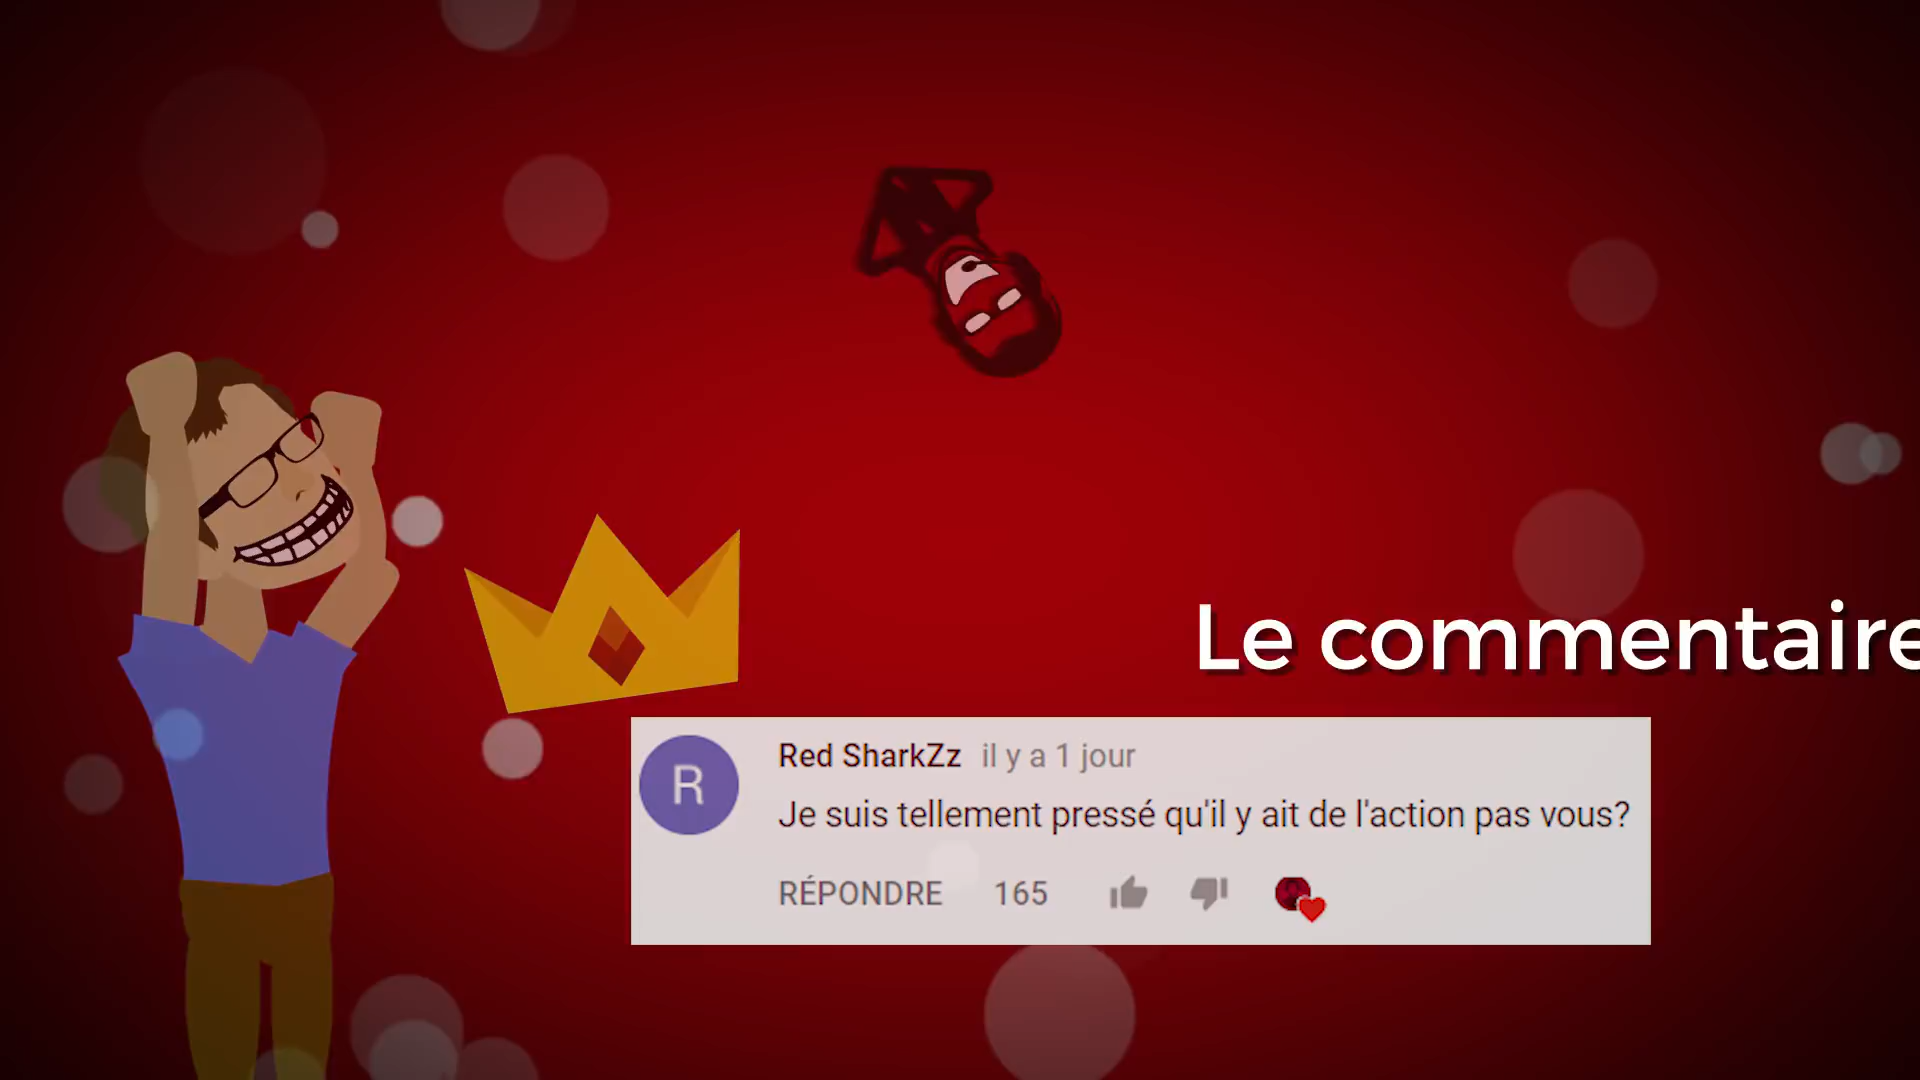 Le commentaire
R
Red SharkZz il y a 1 jour
Je suis tellement pressé qu'il y ait de l'action pas vous?
RÉPONDRE 165